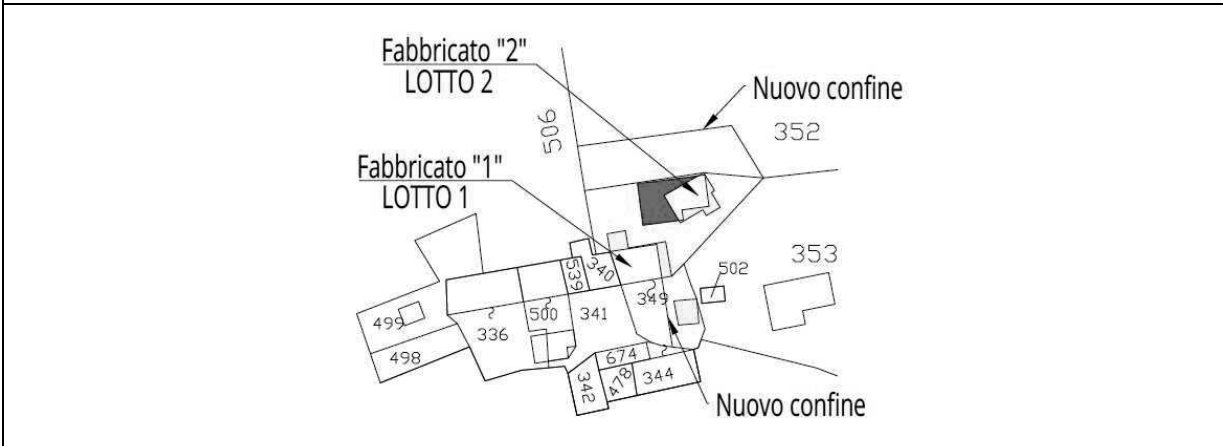 Fabbricato "2"
LOTTO 2
Nuovo confine
506
352
Fabbricato "1"
LOTTO 1
353
539
340
502
349
499
336
500
341
498
674
342
478
344
Nuovo confine